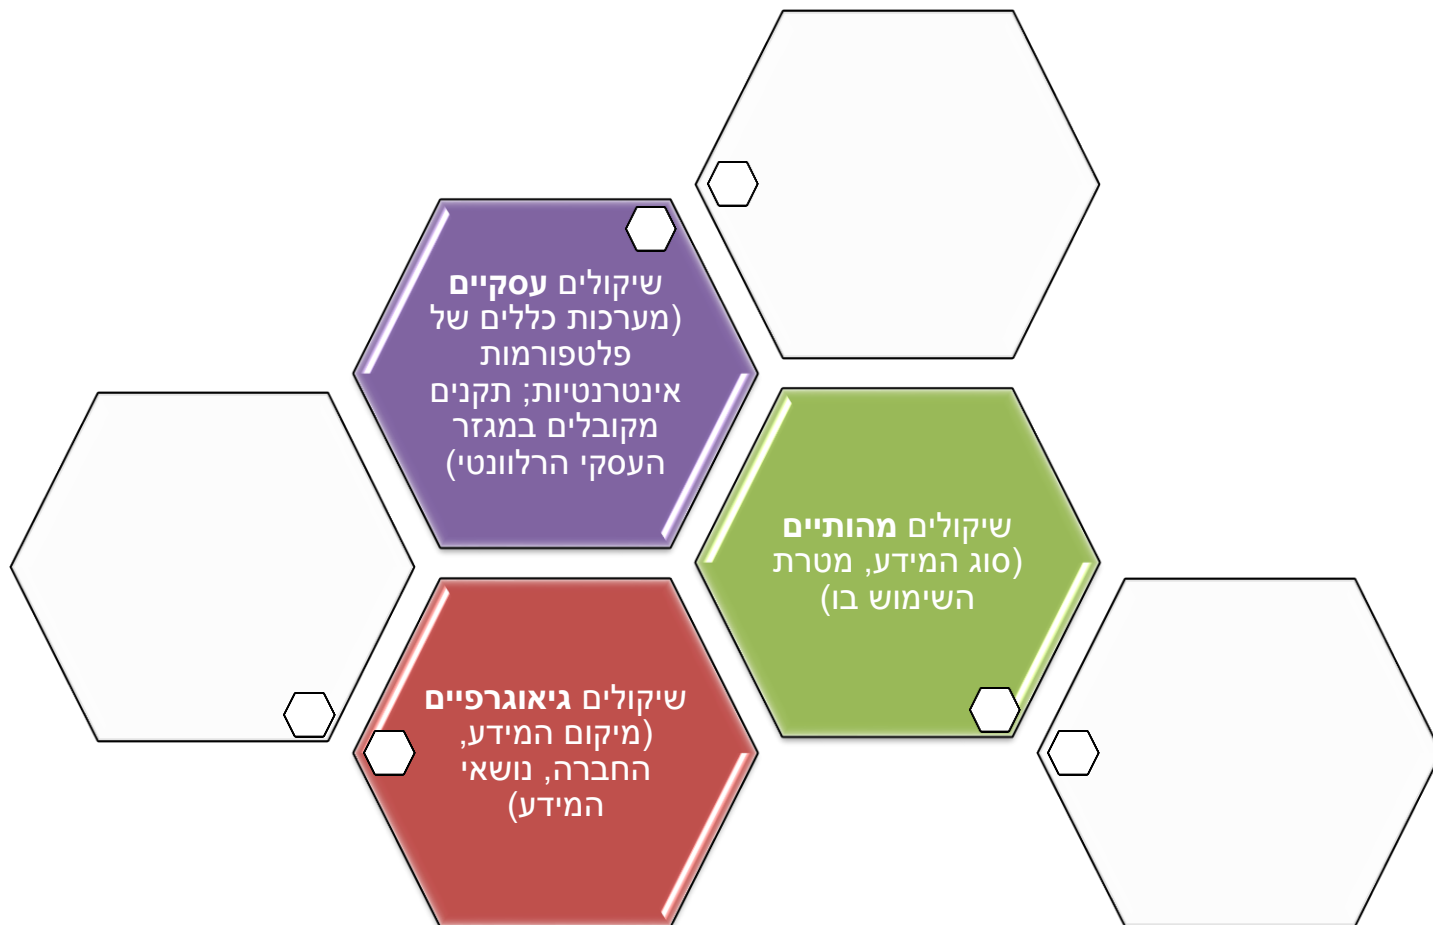 שיקולים עסקיים
(מערכות כללים של
פלטפורמות
אינטרנטיות; תקנים
מקובלים במגזר
העסקי הרלוונטי)
שיקולים מהותיים
(סוג המידע, מטרת
השימוש בו)
שיקולים גיאוגרפיים
(מיקום המידע,
החברה, נושאי
המידע)